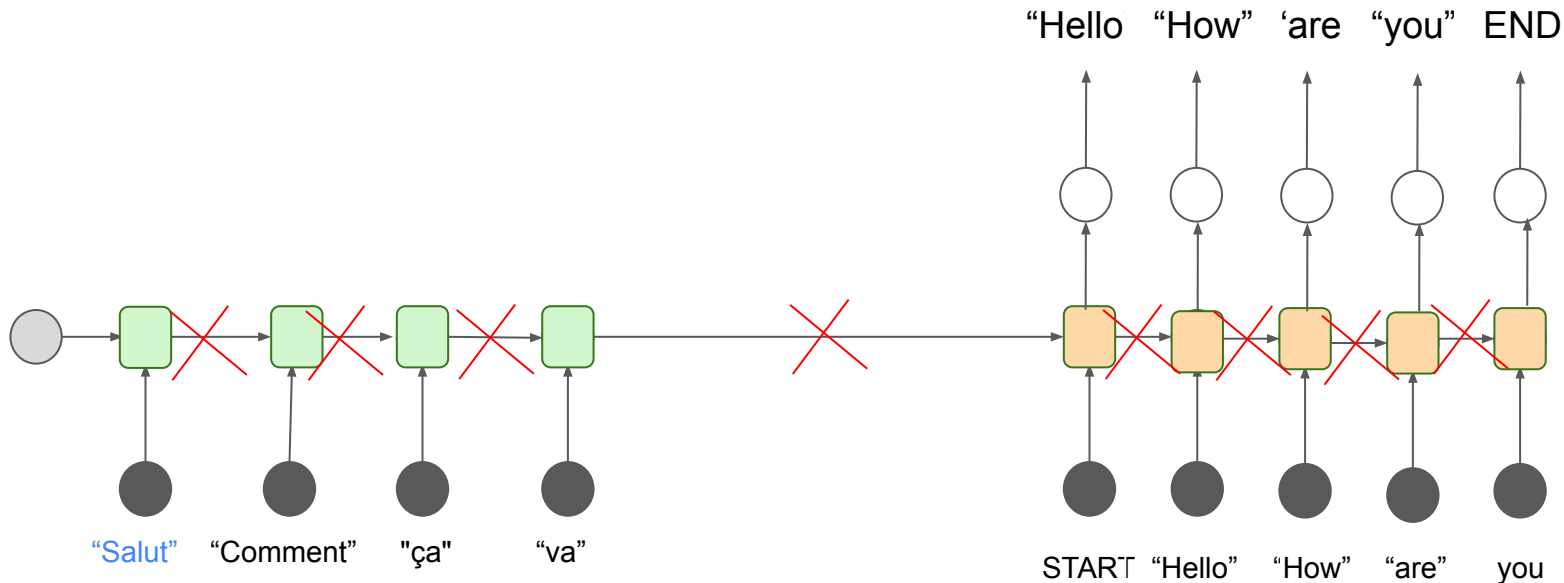 “Hello “How” ‘are “you” END
“Salut” “Comment” "ça" “va”
START “Hello” “How” “are” you